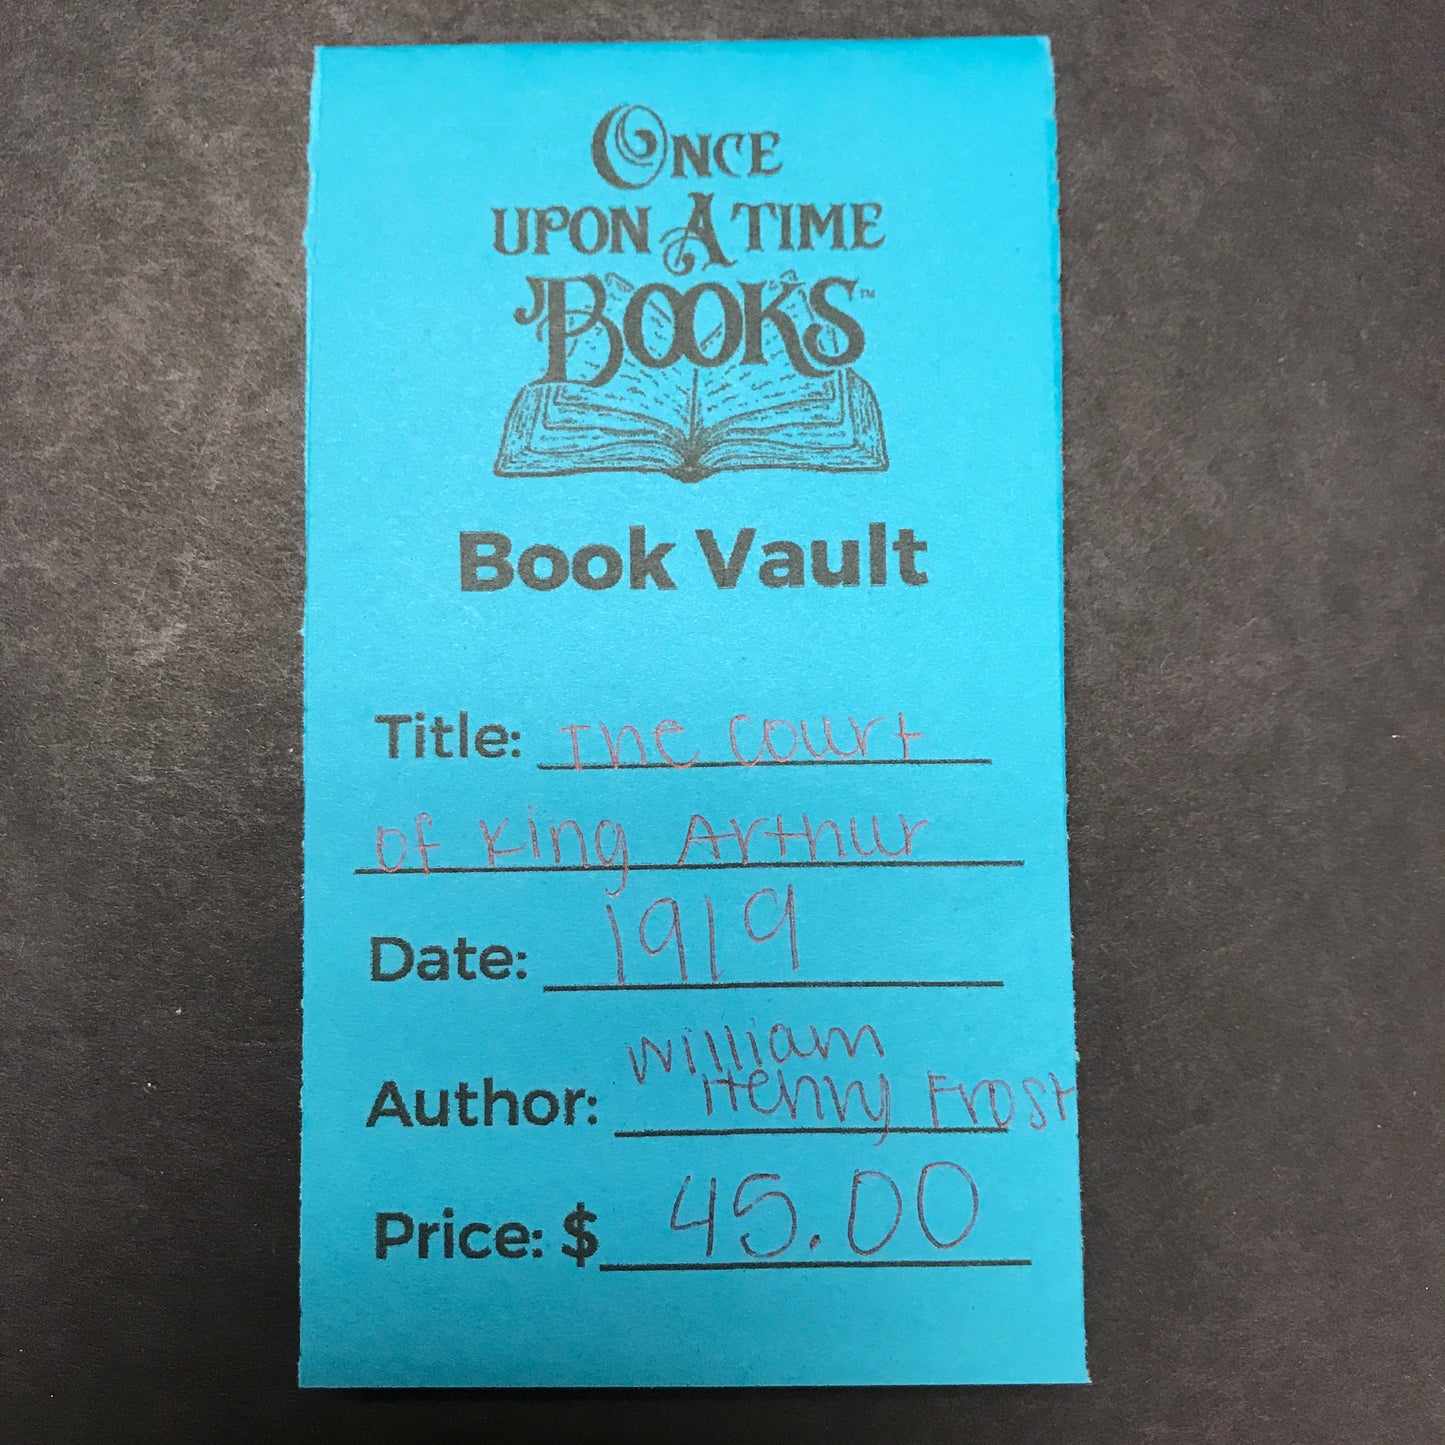 ONCE
UPON A TIME
BOOKS™
Book Vault
Title: The Court
of King Arthur
Date: 1919
William
Author: Henry Frost
Price: $ 45.00